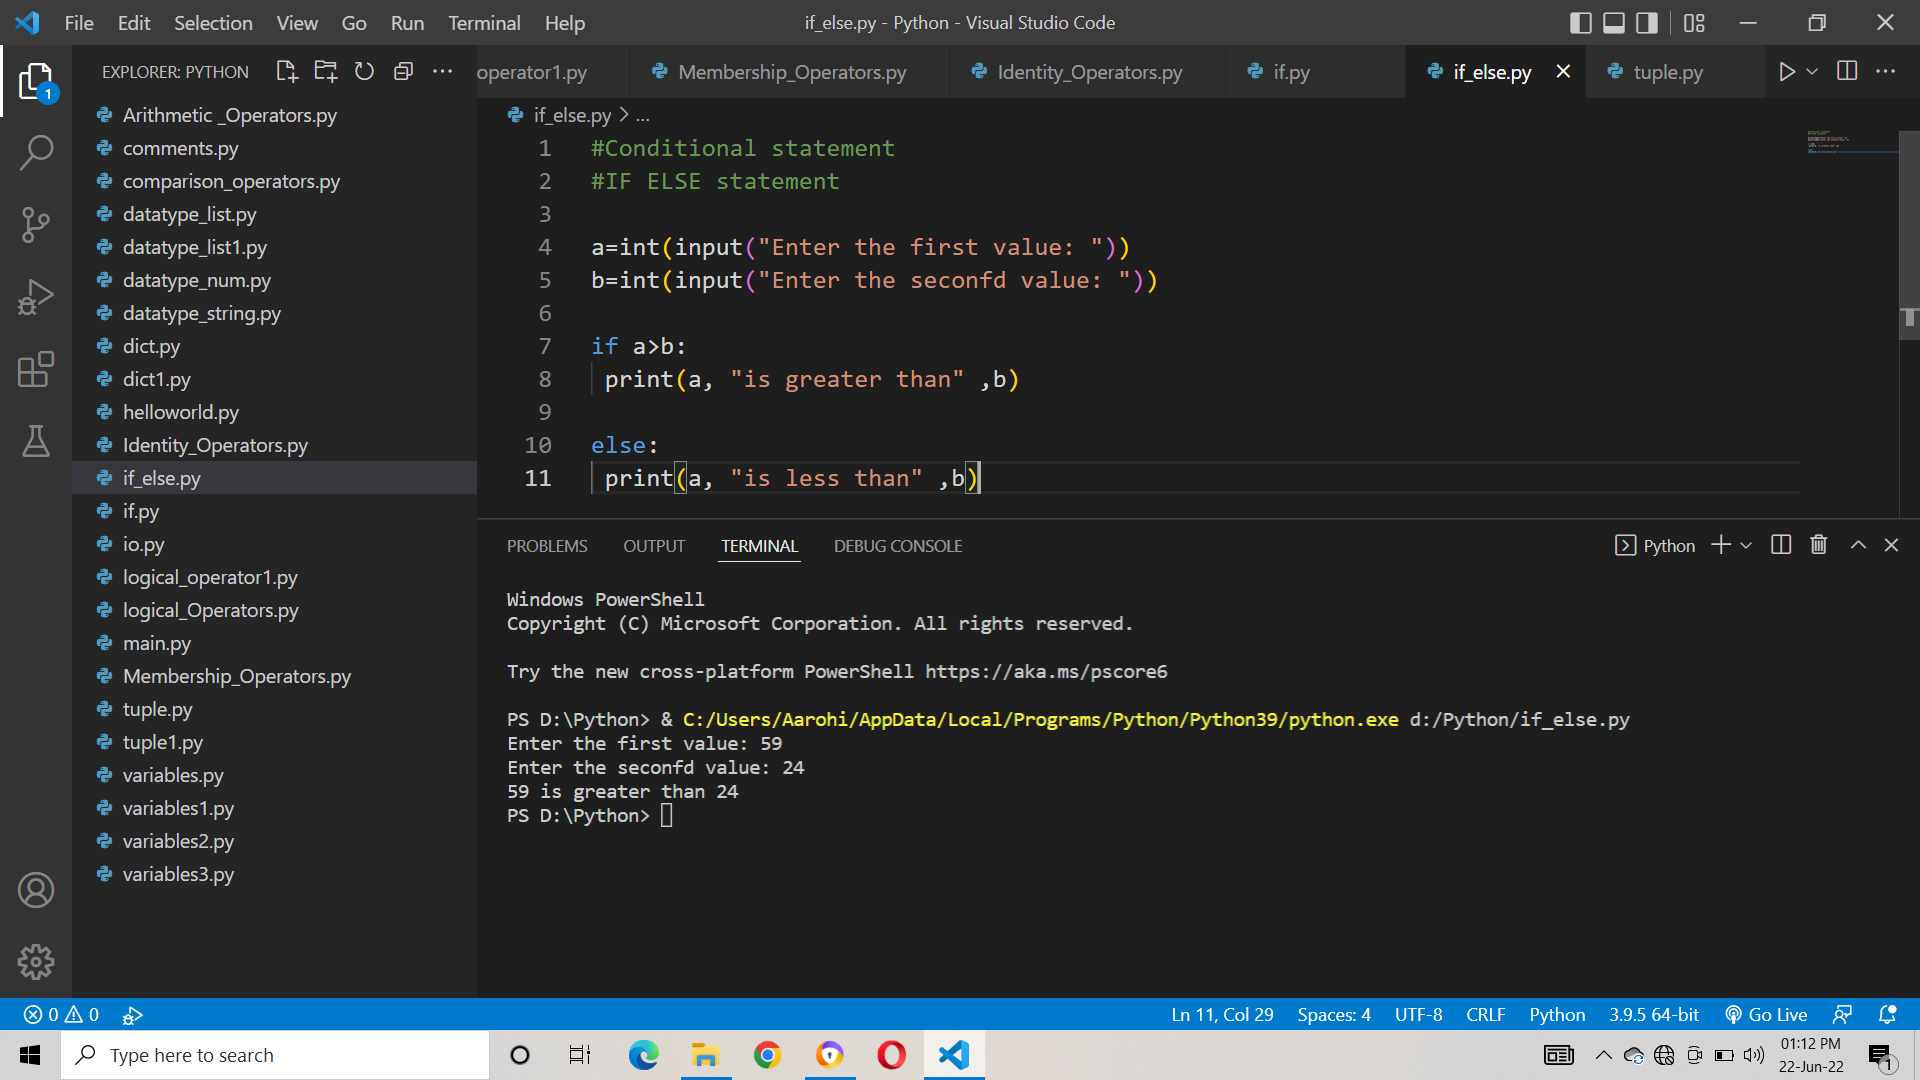 File Edit Selection View Go Run Terminal Help
if_else.py - Python - Visual Studio Code
EXPLORER: PYTHON
operator1.py
Membership_Operators.py
Identity_Operators.py
if.py
if_else.py
tuple.py
1
Arithmetic _Operators.py
comments.py
comparison_operators.py
datatype_list.py
datatype_list1.py
datatype_num.py
datatype_string.py
dict.py
dict1.py
helloworld.py
Identity_Operators.py
if_else.py
if.py
io.py
logical_operator1.py
logical_Operators.py
main.py
Membership_Operators.py
tuple.py
tuple1.py
variables.py
variables1.py
variables2.py
variables3.py
if_else.py > ...
1 #Conditional statement
2 #IF ELSE statement
3
4 a=int(input("Enter the first value: "))
5 b=int(input("Enter the seconfd value: "))
6
7 if a>b:
8 print(a, "is greater than" ,b)
9
10 else:
11 print(a, "is less than" ,b)
PROBLEMS OUTPUT TERMINAL DEBUG CONSOLE
Python
Windows PowerShell
Copyright (C) Microsoft Corporation. All rights reserved.
Try the new cross-platform PowerShell https://aka.ms/pscore6
PS D:\Python> & C:/Users/Aarohi/AppData/Local/Programs/Python/Python39/python.exe d:/Python/if_else.py
Enter the first value: 59
Enter the seconfd value: 24
59 is greater than 24
PS D:\Python>
0 0
Ln 11, Col 29 Spaces: 4 UTF-8 CRLF Python 3.9.5 64-bit Go Live
Type here to search
01:12 PM
22-Jun-22
1